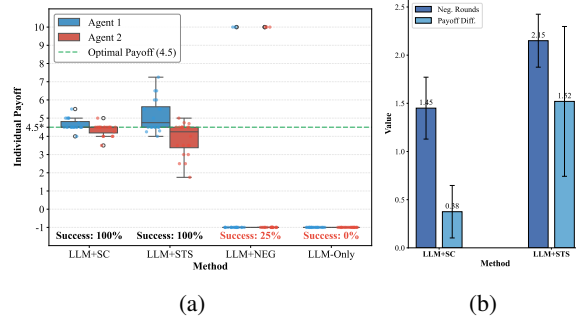 Agent 1
Agent 2
Optimal Payoff (4.5)
Individual Payoff
10
9
8
7
6
5
4.5*
4
3
2
1
0
-1
Success: 100%
Success: 100%
Success: 25%
Success: 0%
LLM+SC
LLM+STS
LLM+NEG
LLM-Only
Method
(a)
Neg. Rounds
Payoff Diff.
Value
2.5
2.0
1.5
1.0
0.5
0.0
1.45
0.38
2.15
1.52
LLM+SC
LLM+STS
Method
(b)